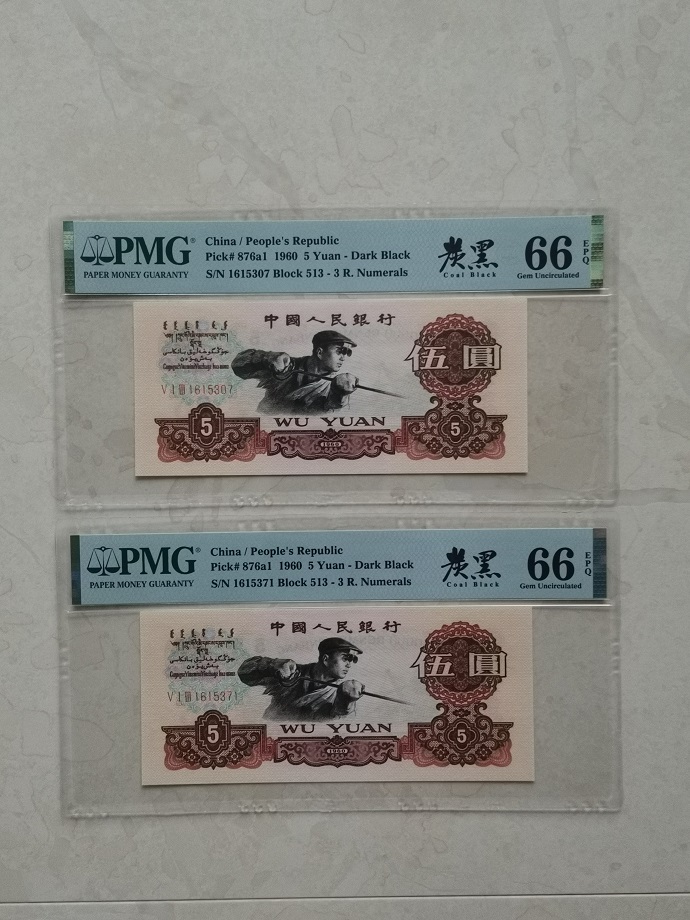 PMG®
PAPER MONEY GUARANTY
China / People's Republic
Pick# 876a1 1960 5 Yuan - Dark Black
S/N 1615307 Block 513 - 3 R. Numerals
炭黑
Coal Black
66
EPQ
Gem Uncirculated
中國人民銀行
伍圓
V I III 1615307
WU YUAN
5
1960
5
PMG®
PAPER MONEY GUARANTY
China / People's Republic
Pick# 876a1 1960 5 Yuan - Dark Black
S/N 1615371 Block 513 - 3 R. Numerals
炭黑
Coal Black
66
EPQ
Gem Uncirculated
中國人民銀行
伍圓
V I III 1615371
WU YUAN
5
1960
5